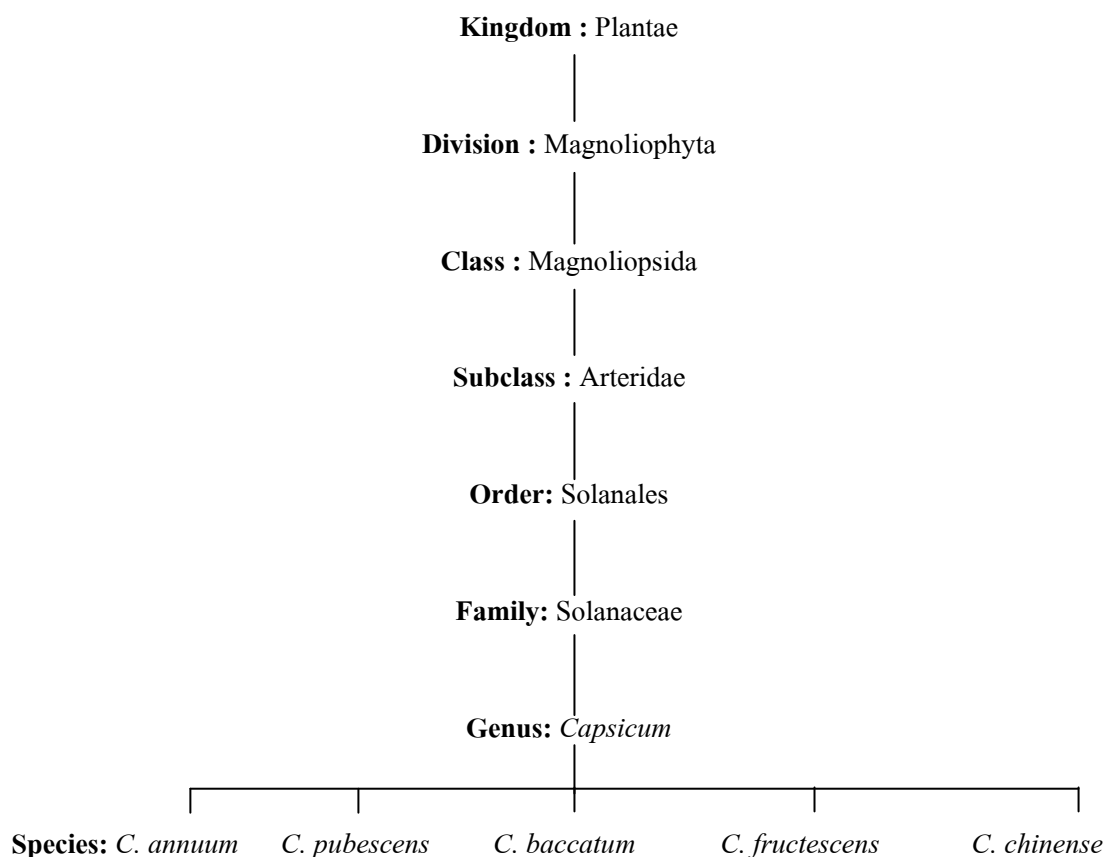 Kingdom : Plantae
Division : Magnoliophyta
Class : Magnoliopsida
Subclass : Arteridae
Order: Solanales
Family: Solanaceae
Genus: Capsicum
Species: C. annuum C. pubescens C. baccatum C. fructescens C. chinense